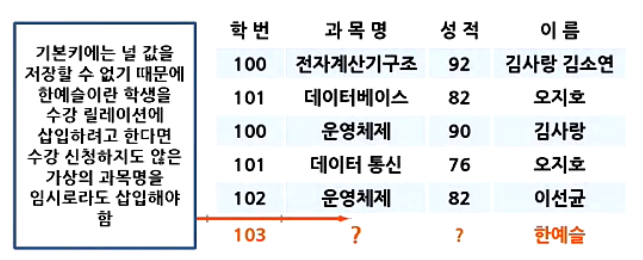 기본키에는 널 값을
저장할 수 없기 때문에
한예슬이란 학생을
수강 릴레이션에
삽입하려고 한다면
수강 신청하지도 않은
가상의 과목명을
임시로라도 삽입해야
함
학 번 과 목 명 성 적 이 름
100 전자계산기구조 92 김사랑 김소연
101 데이터베이스 82 오지호
100 운영체제 90 김사랑
101 데이터 통신 76 오지호
102 운영체제 82 이선균
103 ? ? 한예슬